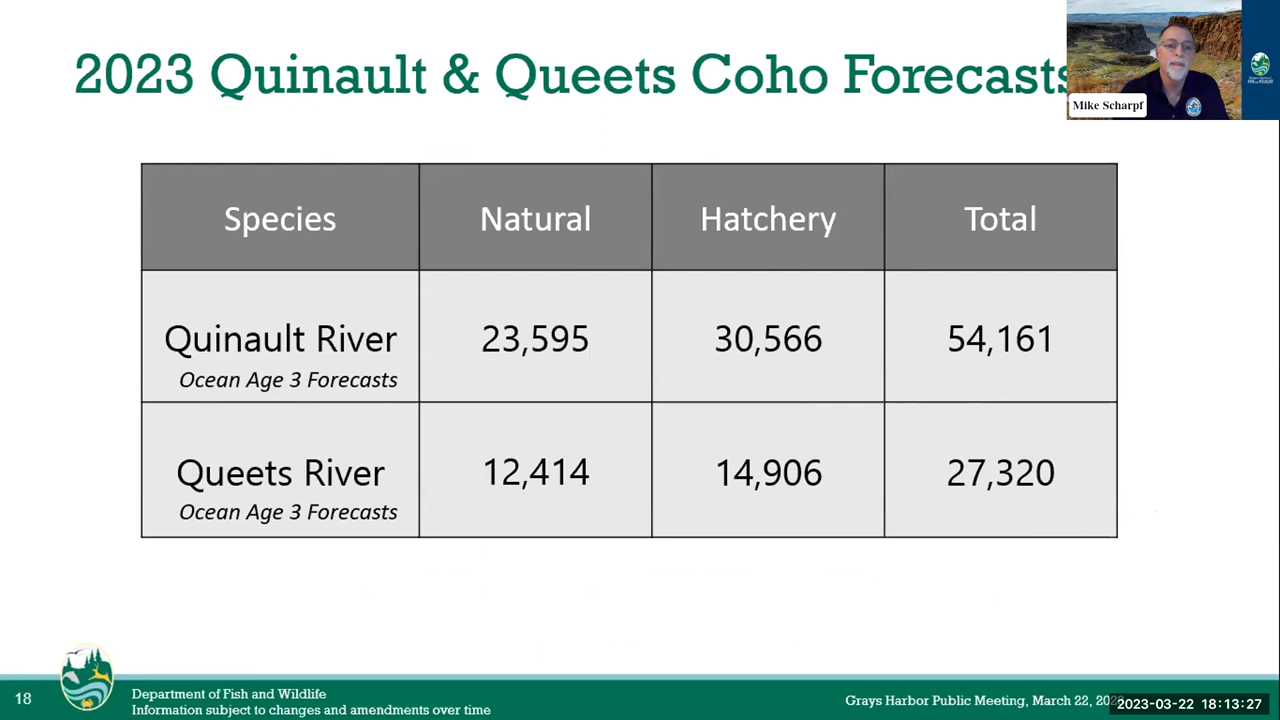 2023 Quinault & Queets Coho Forecasts
Mike Scharpf
Species Natural Hatchery Total
Quinault River 23,595 30,566 54,161
Ocean Age 3 Forecasts
Queets River 12,414 14,906 27,320
Ocean Age 3 Forecasts
18
Department of Fish and Wildlife
Information subject to changes and amendments over time
Grays Harbor Public Meeting, March 22,
2023-03-22 18:13:27